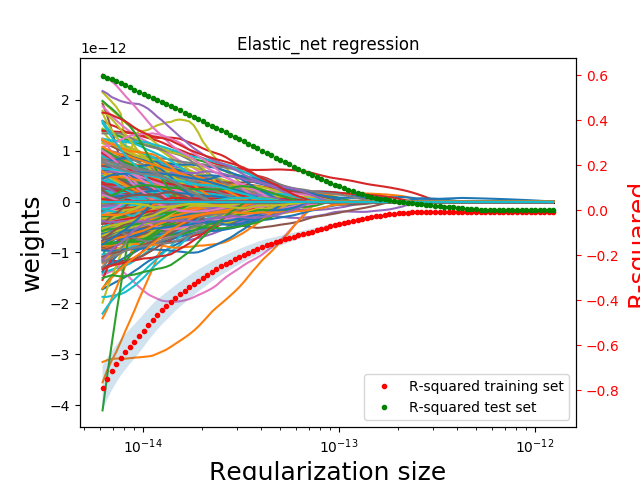 Elastic_net regression
1e−12
2
1
0
−1
−2
−3
−4
weights
0.6
0.4
0.2
0.0
−0.2
−0.4
−0.6
−0.8
R-squared
R-squared training set
R-squared test set
10⁻¹⁴
10⁻¹³
10⁻¹²
Regularization size